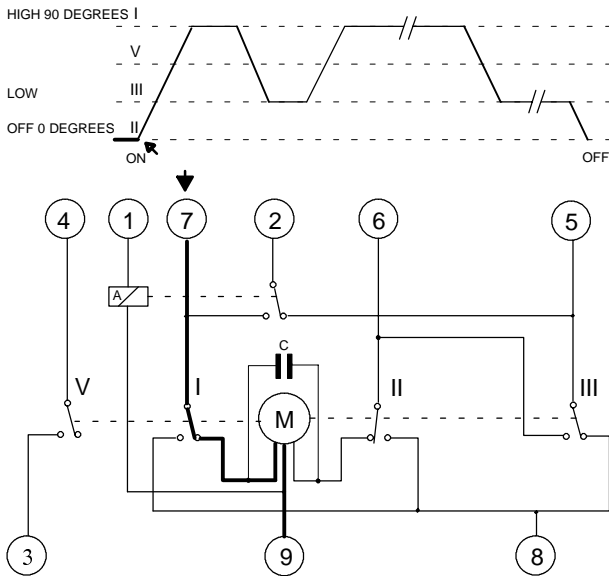 HIGH 90 DEGREES I
V
LOW III
OFF 0 DEGREES II
ON OFF
4 1 7 2 6 5
A
C
V I M II III
3 9 8